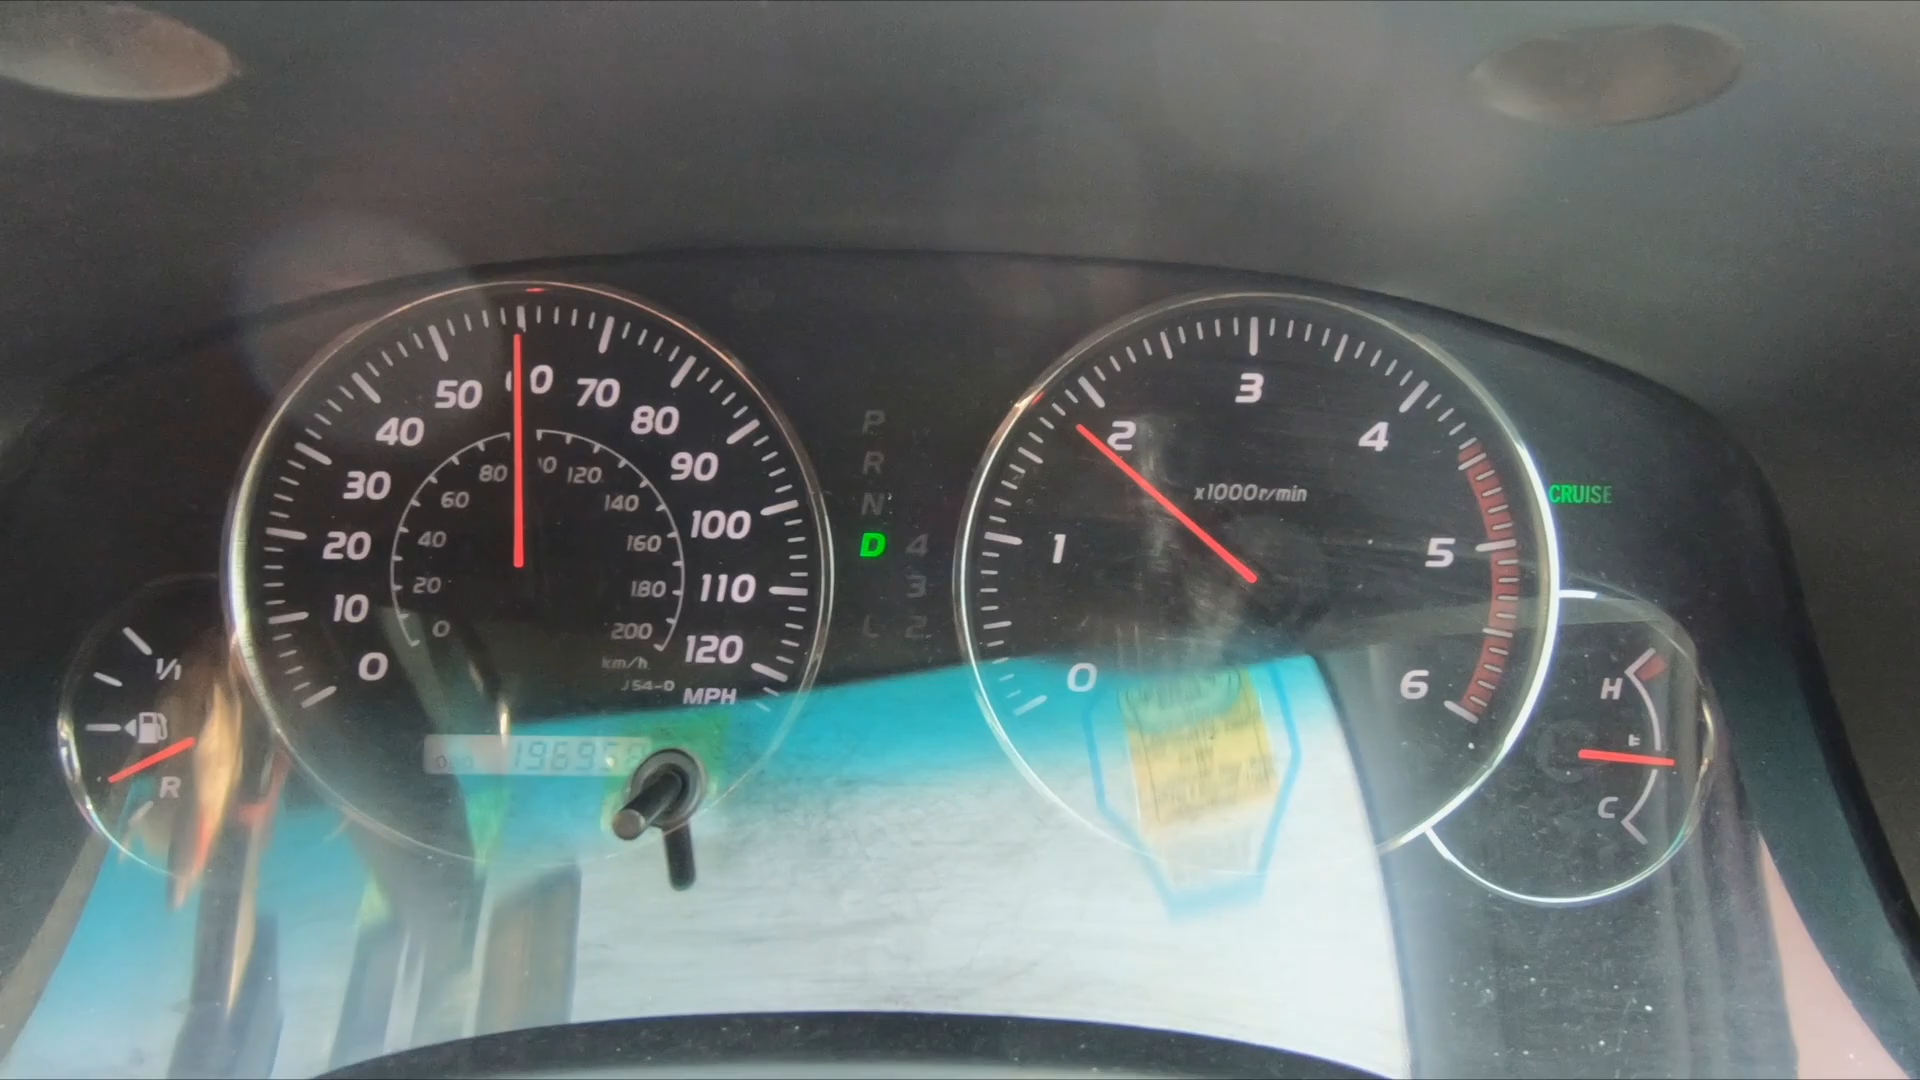 0 10 20 30 40 50 60 70 80 90 100 110 120
MPH
0 20 40 60 80 120 140 160 180 200
km/h
J54-D
P
R
N
D 4
3
L 2
0 1 2 3 4 5 6
x1000r/min
CRUISE
1/1
R
H
C